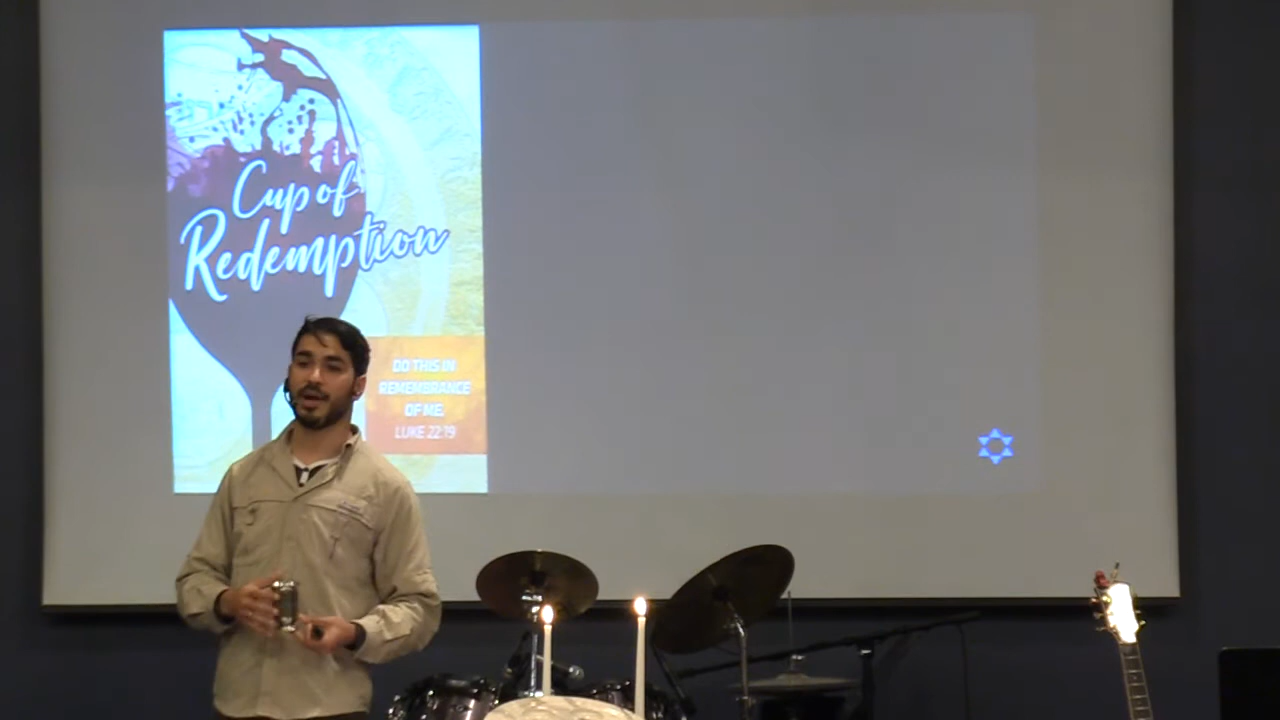 Cup of
Redemption
DO THIS IN
REMEMBRANCE
OF ME.
LUKE 22:19